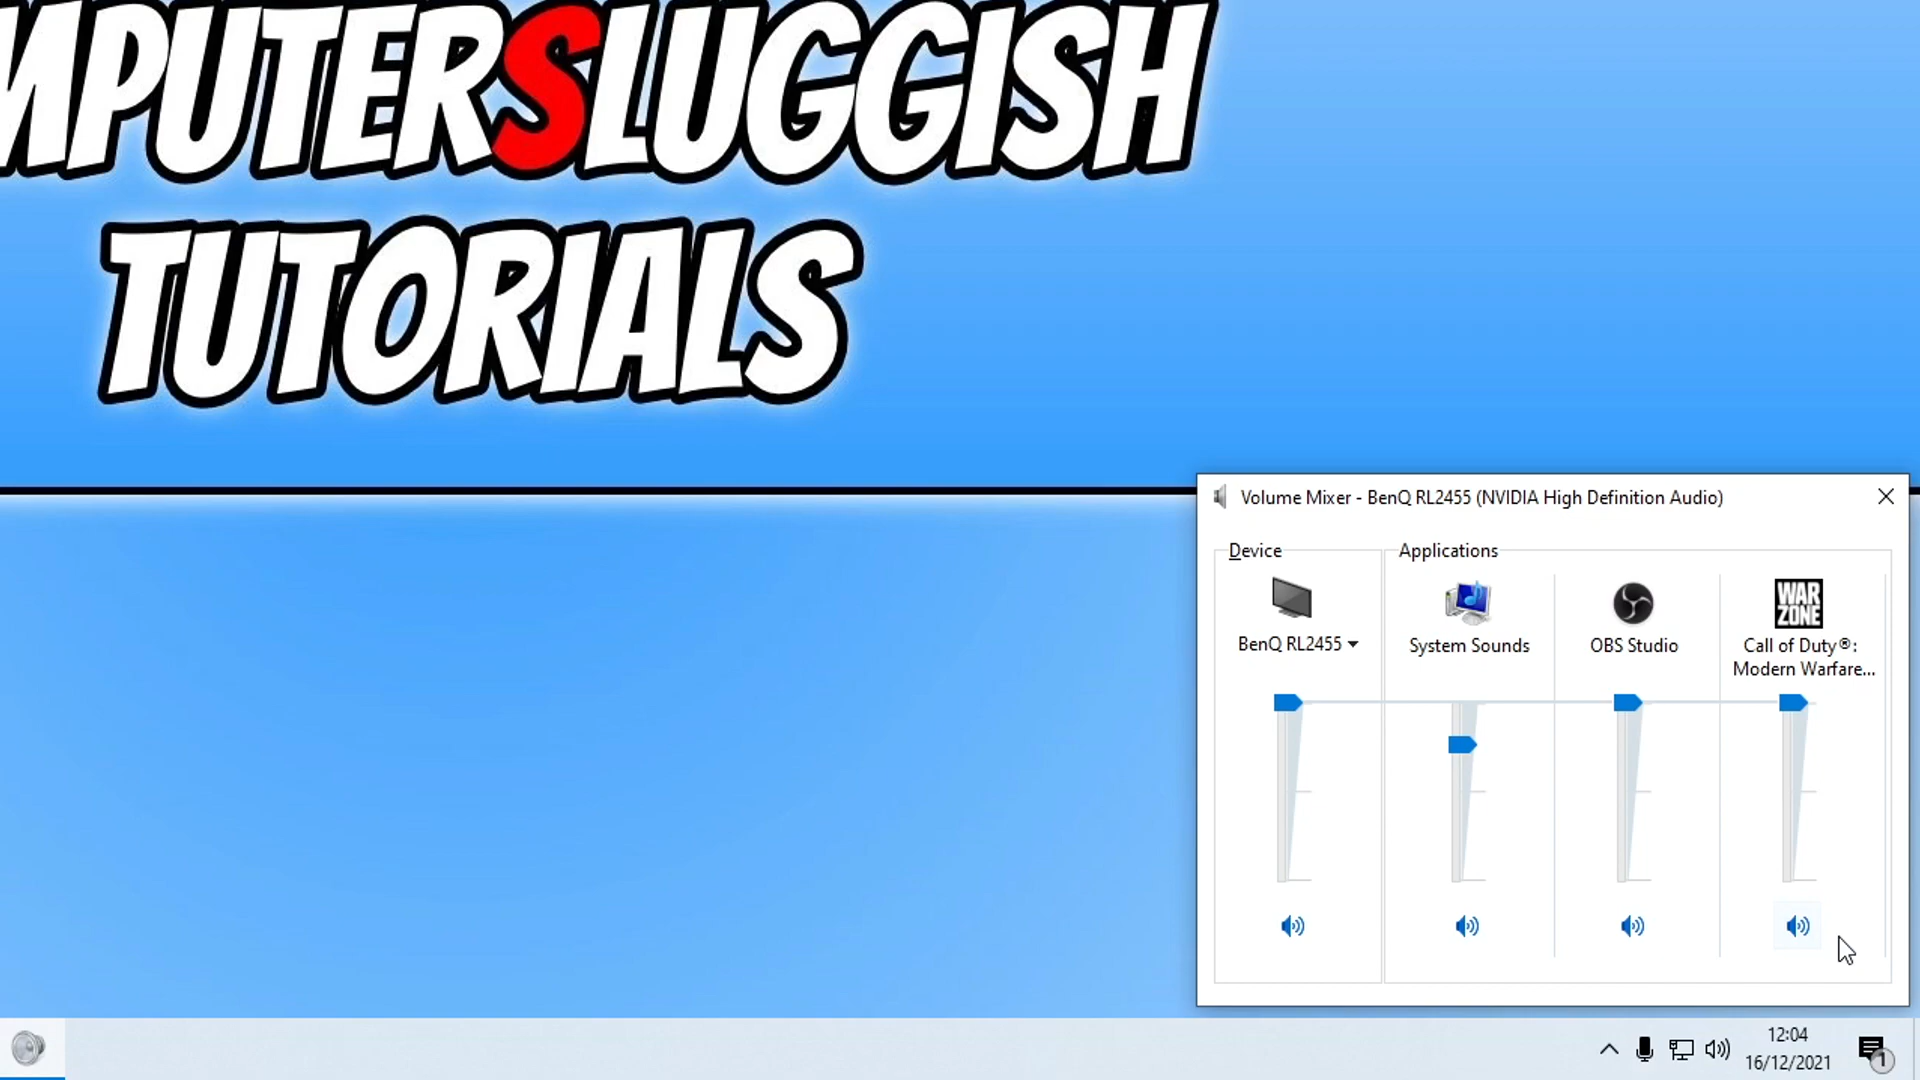 MPUTERSLUGGISH
TUTORIALS
Volume Mixer - BenQ RL2455 (NVIDIA High Definition Audio)
Device
Applications
BenQ RL2455
System Sounds
OBS Studio
WAR
ZONE
Call of Duty®:
Modern Warfare...
12:04
16/12/2021
1